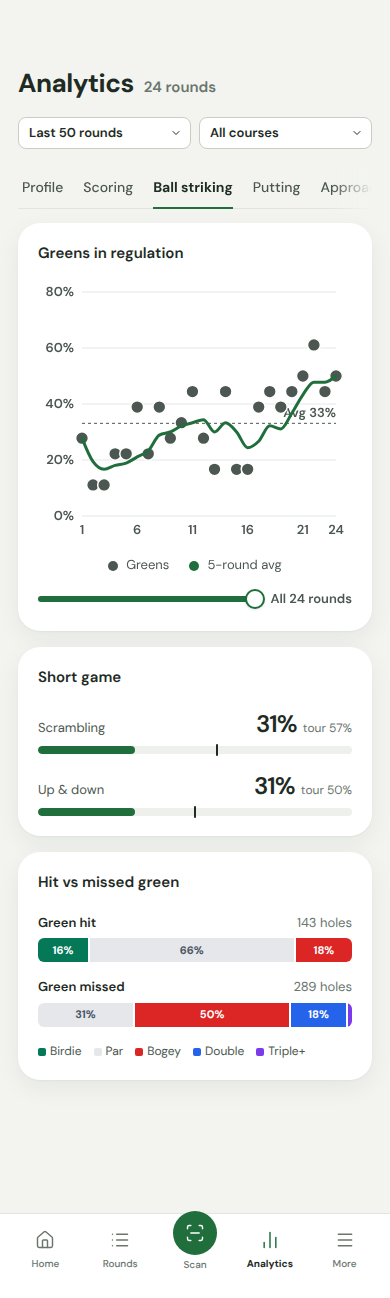 Analytics 24 rounds
Last 50 rounds All courses
Profile Scoring Ball striking Putting Approa
Greens in regulation
80%
60%
40%
Avg 33%
20%
0%
1 6 11 16 21 24
Greens 5-round avg
All 24 rounds
Short game
Scrambling 31% tour 57%
Up & down 31% tour 50%
Hit vs missed green
Green hit 143 holes
16% 66% 18%
Green missed 289 holes
31% 50% 18%
Birdie Par Bogey Double Triple+
Home Rounds Scan Analytics More